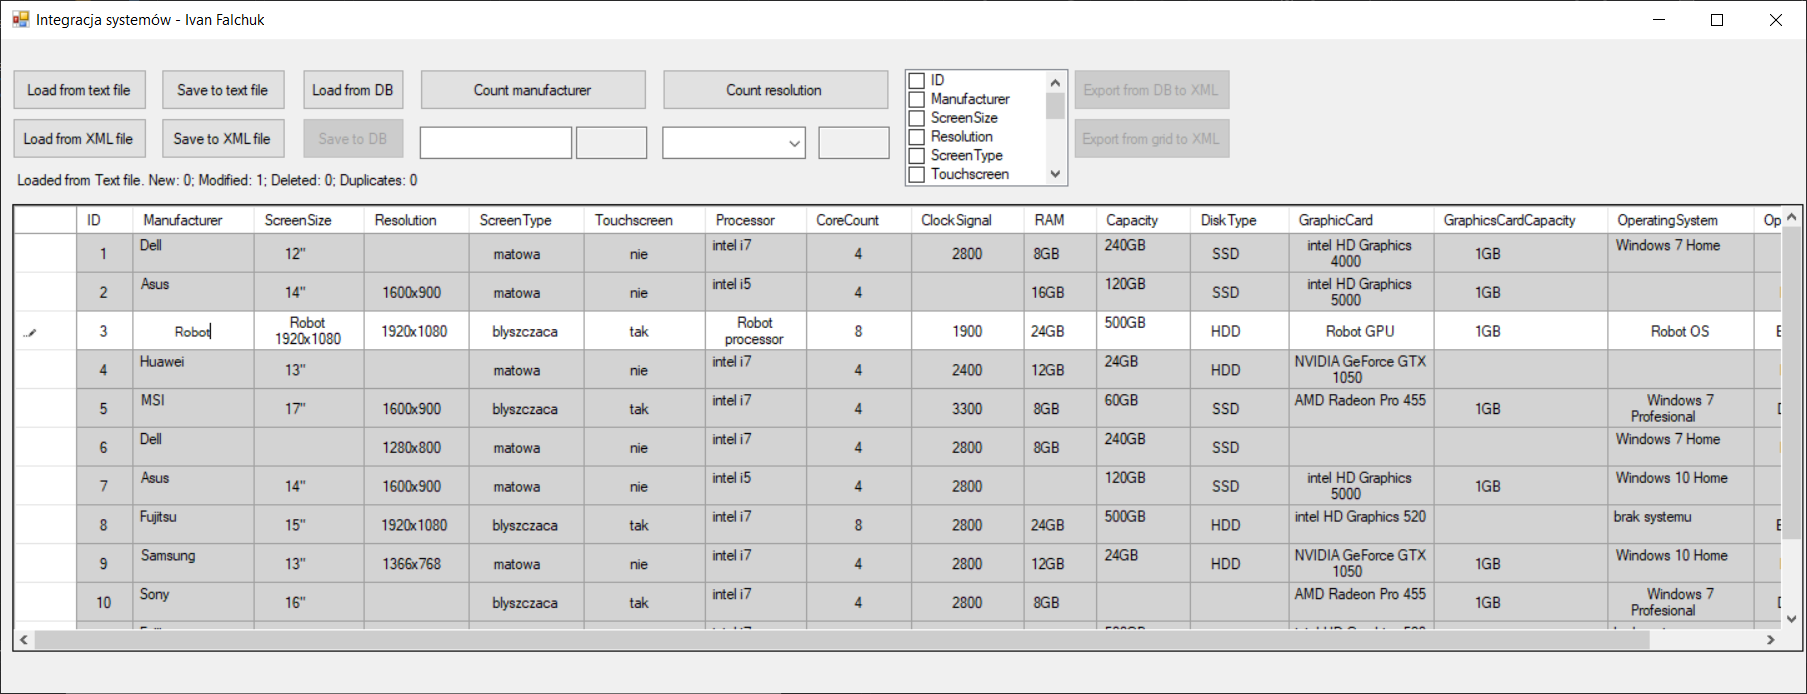 Integracja systemów - Ivan Falchuk
Load from text file Save to text file Load from DB Count manufacturer Count resolution
Load from XML file Save to XML file Save to DB
ID
Manufacturer
ScreenSize
Resolution
ScreenType
Touchscreen
Export from DB to XML
Export from grid to XML
Loaded from Text file. New: 0; Modified: 1; Deleted: 0; Duplicates: 0
ID Manufacturer ScreenSize Resolution ScreenType Touchscreen Processor CoreCount ClockSignal RAM Capacity DiskType GraphicCard GraphicsCardCapacity OperatingSystem Op
1 Dell 12" matowa nie intel i7 4 2800 8GB 240GB SSD intel HD Graphics 4000 1GB Windows 7 Home
2 Asus 14" 1600x900 matowa nie intel i5 4 16GB 120GB SSD intel HD Graphics 5000 1GB
3 Robot Robot 1920x1080 1920x1080 blyszczaca tak Robot processor 8 1900 24GB 500GB HDD Robot GPU 1GB Robot OS
4 Huawei 13" matowa nie intel i7 4 2400 12GB 24GB HDD NVIDIA GeForce GTX 1050
5 MSI 17" 1600x900 blyszczaca tak intel i7 4 3300 8GB 60GB SSD AMD Radeon Pro 455 1GB Windows 7 Profesional
6 Dell 1280x800 matowa nie intel i7 4 2800 8GB 240GB SSD Windows 7 Home
7 Asus 14" 1600x900 matowa nie intel i5 4 2800 120GB SSD intel HD Graphics 5000 1GB Windows 10 Home
8 Fujitsu 15" 1920x1080 blyszczaca tak intel i7 8 2800 24GB 500GB HDD intel HD Graphics 520 brak systemu
9 Samsung 13" 1366x768 matowa nie intel i7 4 2800 12GB 24GB HDD NVIDIA GeForce GTX 1050 1GB Windows 10 Home
10 Sony 16" blyszczaca tak intel i7 4 2800 8GB AMD Radeon Pro 455 1GB Windows 7 Profesional